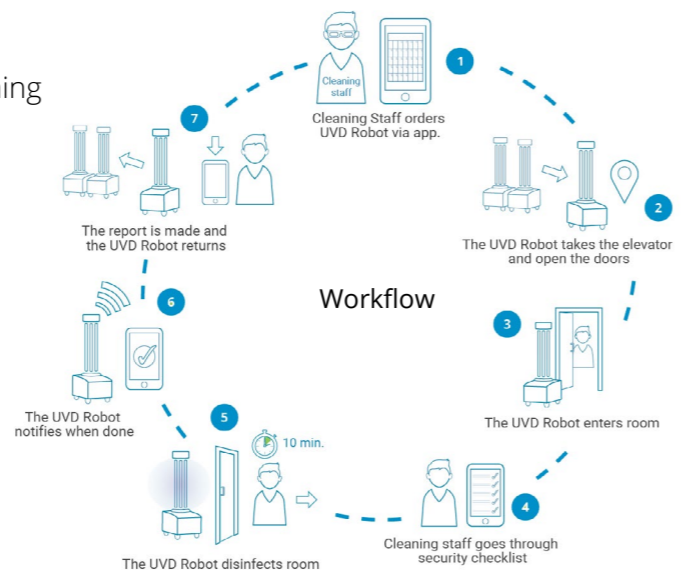 Cleaning
staff
1
Cleaning Staff orders
UVD Robot via app.
2
The UVD Robot takes the elevator
and open the doors
3
The UVD Robot enters room
4
Cleaning staff goes through
security checklist
5
10 min.
The UVD Robot disinfects room
6
The UVD Robot
notifies when done
7
The report is made and
the UVD Robot returns
Workflow